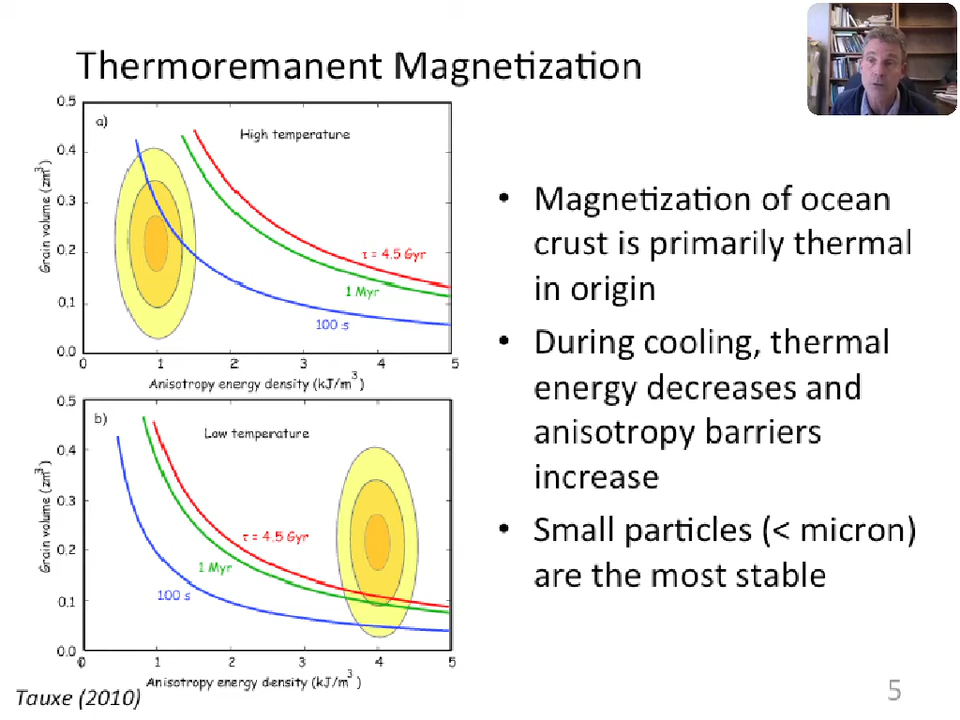 Thermoremanent Magnetization
0.5
0.4
0.3
0.2
0.1
0.0
Grain volume (zm³)
a)
High temperature
τ = 4.5 Gyr
1 Myr
100 s
0 1 2 3 4 5
Anisotropy energy density (kJ/m³)
0.5
0.4
0.3
0.2
0.1
0.0
Grain volume (zm³)
b)
Low temperature
τ = 4.5 Gyr
1 Myr
100 s
0 1 2 3 4 5
Anisotropy energy density (kJ/m³)
Tauxe (2010)
• Magnetization of ocean
crust is primarily thermal
in origin
• During cooling, thermal
energy decreases and
anisotropy barriers
increase
• Small particles (< micron)
are the most stable
5